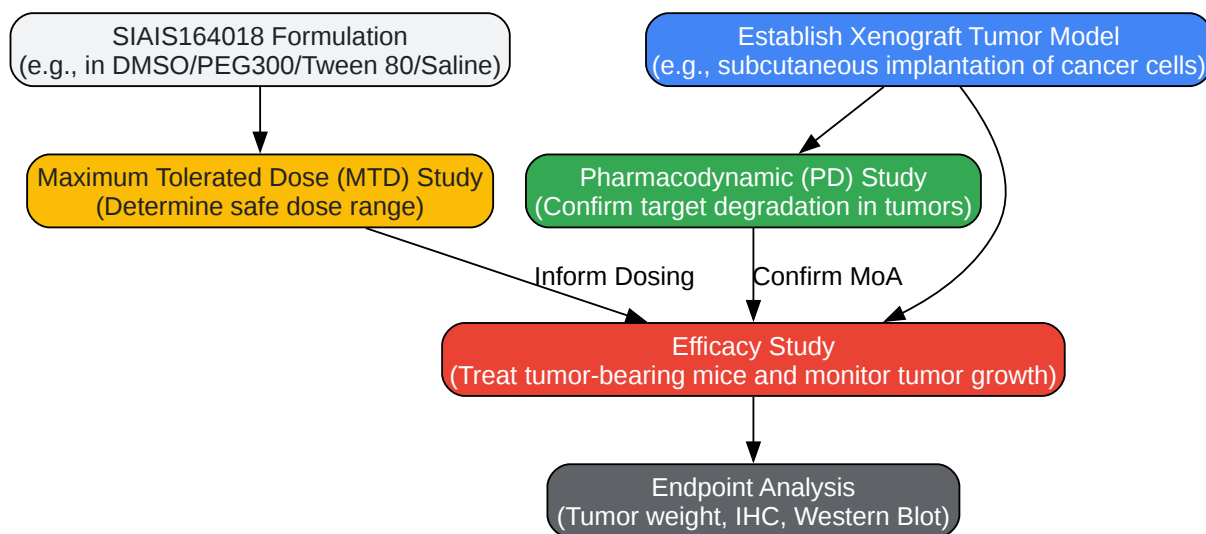 SIAIS164018 Formulation
(e.g., in DMSO/PEG300/Tween 80/Saline)
Establish Xenograft Tumor Model
(e.g., subcutaneous implantation of cancer cells)
Maximum Tolerated Dose (MTD) Study
(Determine safe dose range)
Pharmacodynamic (PD) Study
(Confirm target degradation in tumors)
Inform Dosing
Confirm MoA
Efficacy Study
(Treat tumor-bearing mice and monitor tumor growth)
Endpoint Analysis
(Tumor weight, IHC, Western Blot)